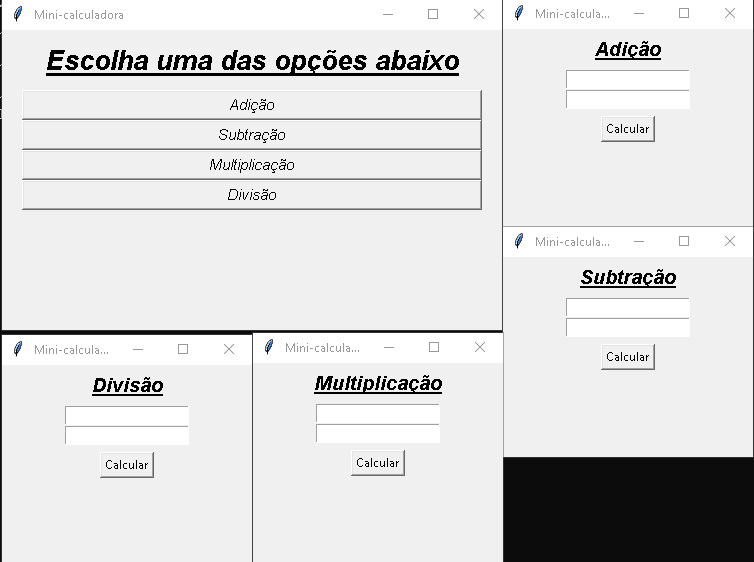 Mini-calculadora
Escolha uma das opções abaixo
Adição
Subtração
Multiplicação
Divisão
Mini-calcula...
Adição
Calcular
Mini-calcula...
Subtração
Calcular
Mini-calcula...
Divisão
Calcular
Mini-calcula...
Multiplicação
Calcular